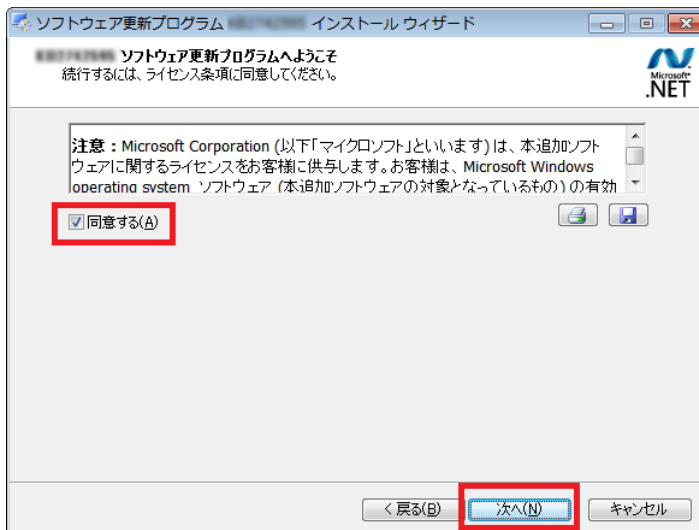 ソフトウェア更新プログラム インストール ウィザード
ソフトウェア更新プログラムへようこそ
続行するには、ライセンス条項に同意してください。
Microsoft
.NET
注意：Microsoft Corporation (以下「マイクロソフト」といいます) は、本追加ソフト
ウェアに関するライセンスをお客様に供与します。お客様は、Microsoft Windows
operating system ソフトウェア (本追加ソフトウェアの対象となっているもの) の有効
同意する(A)
< 戻る(B)
次へ(N)
キャンセル